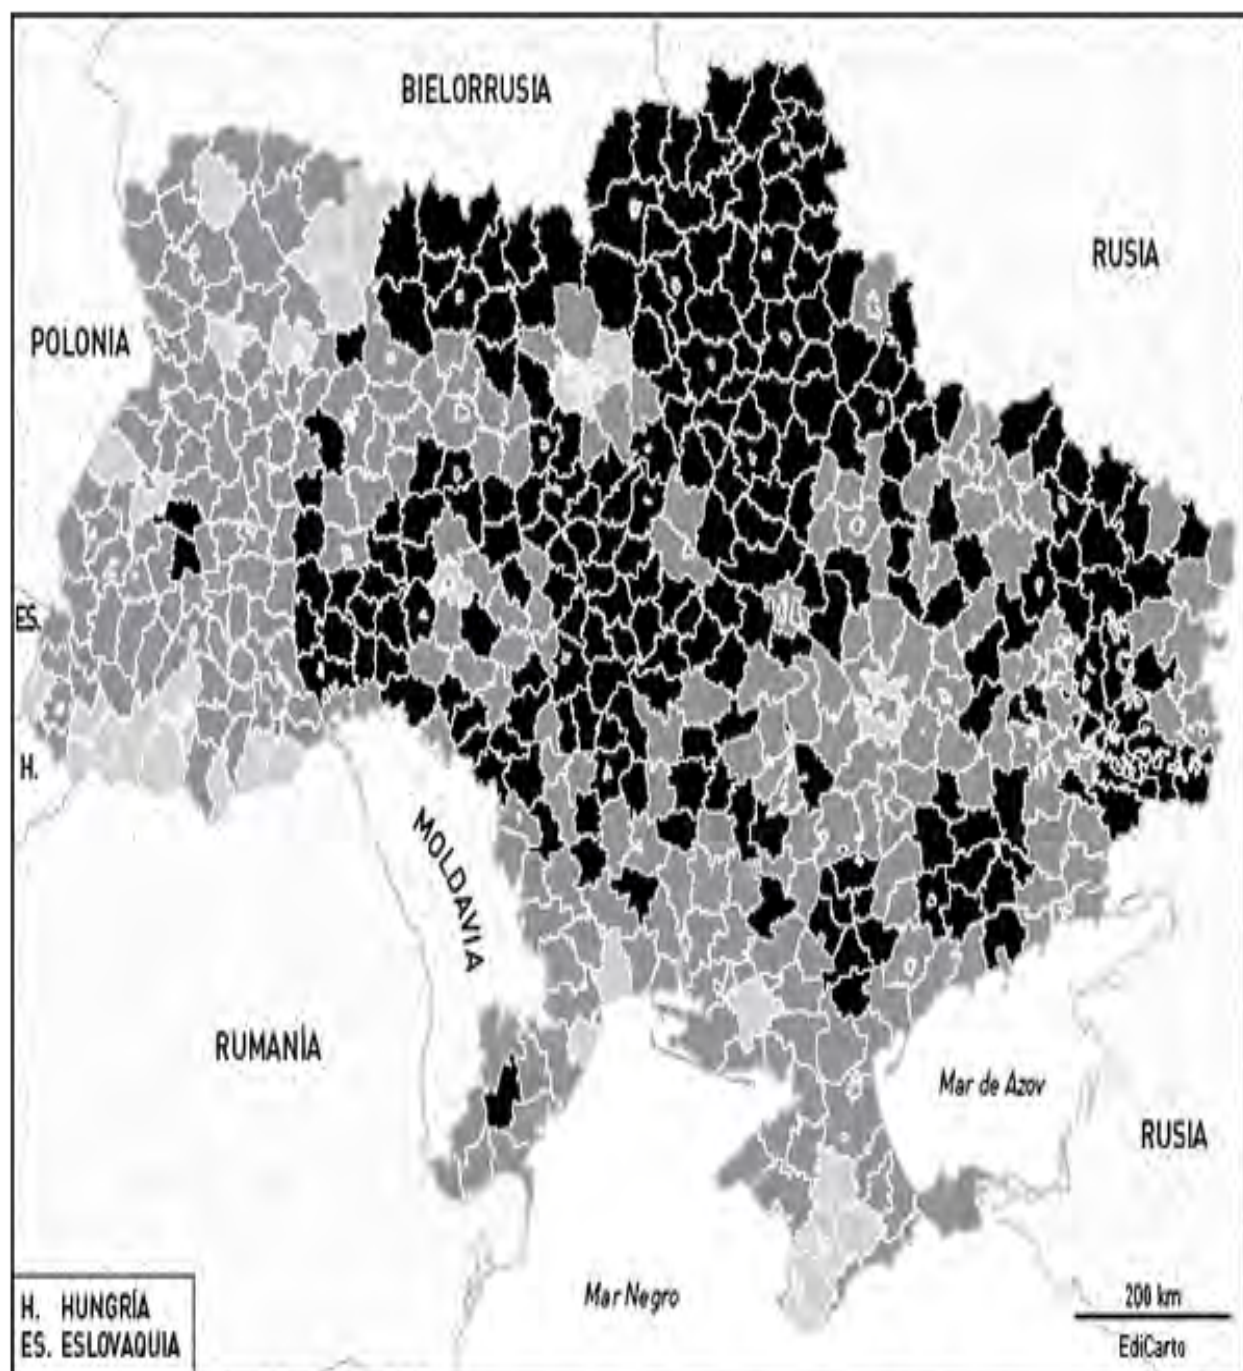 BIELORRUSIA
RUSIA
POLONIA
ES.
H.
MOLDAVIA
RUMANÍA
Mar de Azov
RUSIA
Mar Negro
200 km
EdiCarto
H. HUNGRÍA
ES. ESLOVAQUIA